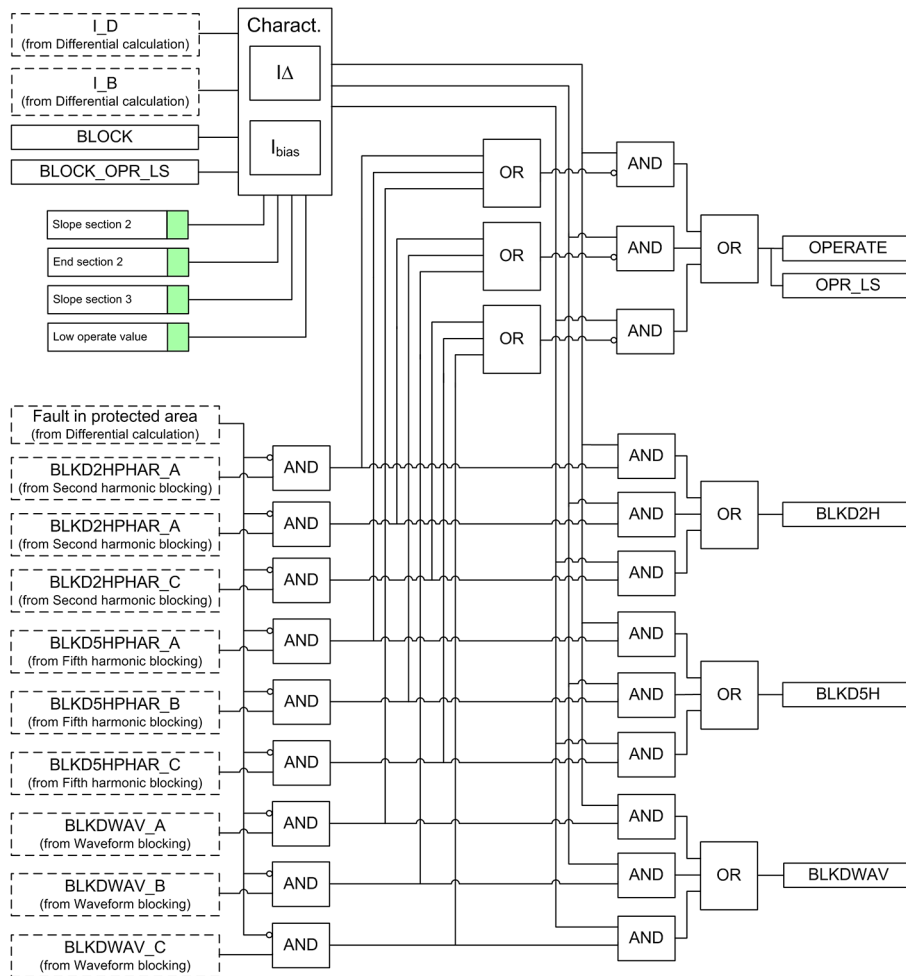 I_D
(from Differential calculation)
I_B
(from Differential calculation)
BLOCK
BLOCK_OPR_LS
Charact.
IΔ
Ibias
Slope section 2
End section 2
Slope section 3
Low operate value
OR
OR
OR
AND
AND
AND
OR
OPERATE
OPR_LS
Fault in protected area
(from Differential calculation)
BLKD2HPHAR_A
(from Second harmonic blocking)
BLKD2HPHAR_A
(from Second harmonic blocking)
BLKD2HPHAR_C
(from Second harmonic blocking)
BLKD5HPHAR_A
(from Fifth harmonic blocking)
BLKD5HPHAR_B
(from Fifth harmonic blocking)
BLKD5HPHAR_C
(from Fifth harmonic blocking)
BLKDWAV_A
(from Waveform blocking)
BLKDWAV_B
(from Waveform blocking)
BLKDWAV_C
(from Waveform blocking)
AND
AND
AND
AND
AND
AND
AND
AND
AND
AND
AND
AND
OR
BLKD2H
AND
AND
AND
OR
BLKD5H
AND
AND
AND
OR
BLKDWAV